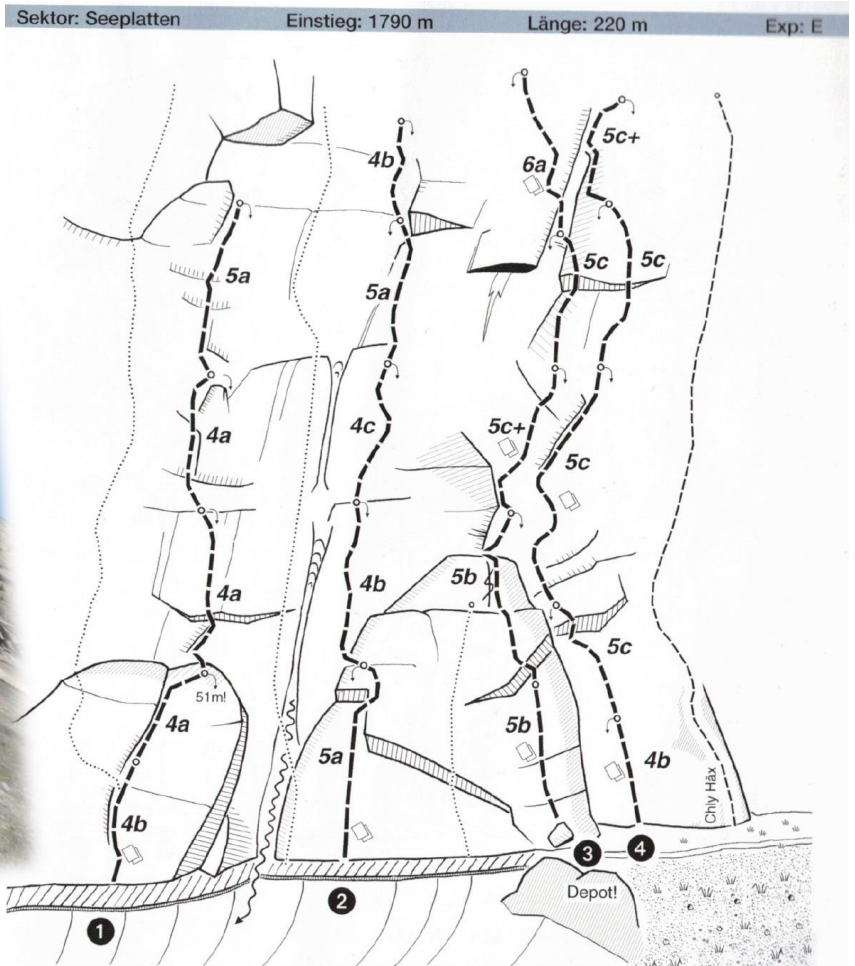 Sektor: Seeplatten Einstieg: 1790 m Länge: 220 m Exp: E
5c+
4b
6a
5a
5c
5c
5a
4a
4c
5c+
5c
4a
4b
5b
5c
51m!
4a
5b
5a
4b
Chly Häx
4b
3
4
Depot!
2
1